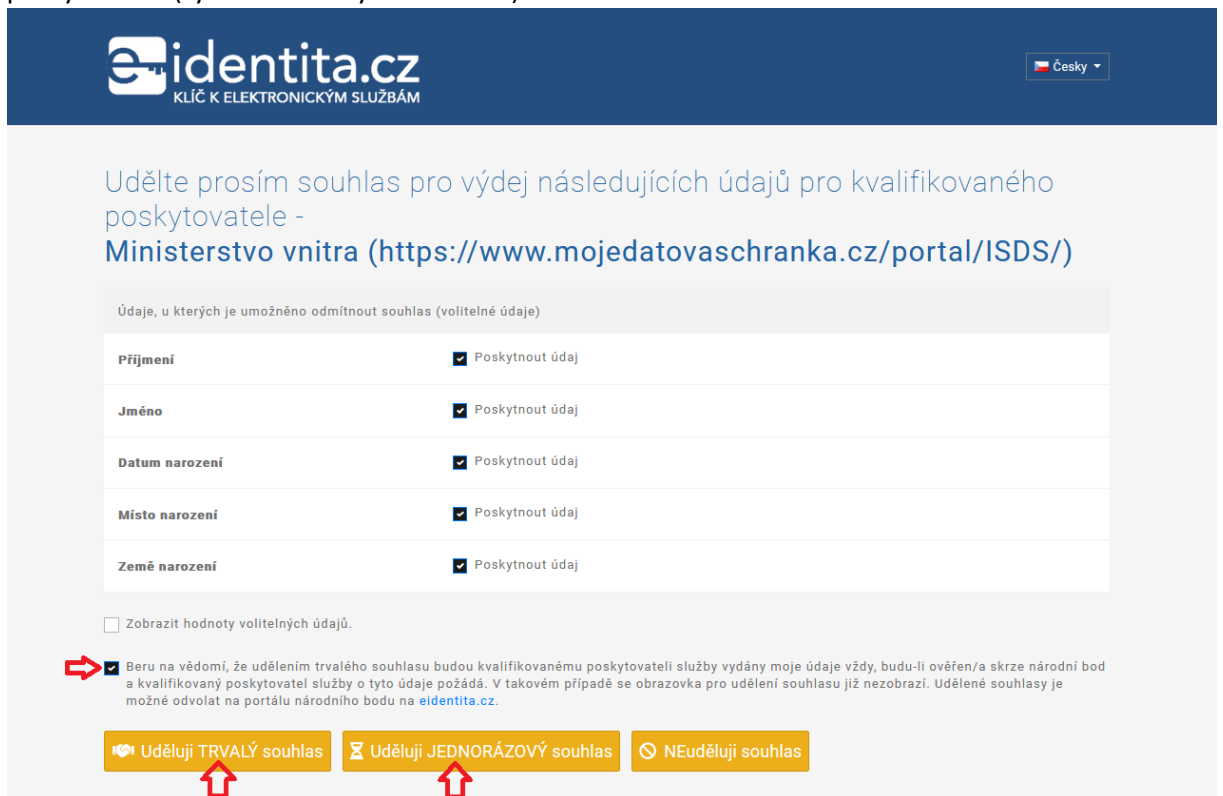 e-identita.cz
KLÍČ K ELEKTRONICKÝM SLUŽBÁM
Česky
Udělte prosím souhlas pro výdej následujících údajů pro kvalifikovaného
poskytovatele -
Ministerstvo vnitra (https://www.mojedatovaschranka.cz/portal/ISDS/)
Údaje, u kterých je umožněno odmítnout souhlas (volitelné údaje)
Příjmení Poskytnout údaj
Jméno Poskytnout údaj
Datum narození Poskytnout údaj
Místo narození Poskytnout údaj
Země narození Poskytnout údaj
Zobrazit hodnoty volitelných údajů.
Beru na vědomí, že udělením trvalého souhlasu budou kvalifikovanému poskytovateli služby vydány moje údaje vždy, budu-li ověřen/a skrze národní bod
a kvalifikovaný poskytovatel služby o tyto údaje požádá. V takovém případě se obrazovka pro udělení souhlasu již nezobrazí. Udělené souhlasy je
možné odvolat na portálu národního bodu na eidentita.cz.
Uděluji TRVALÝ souhlas Uděluji JEDNORÁZOVÝ souhlas NEuděluji souhlas